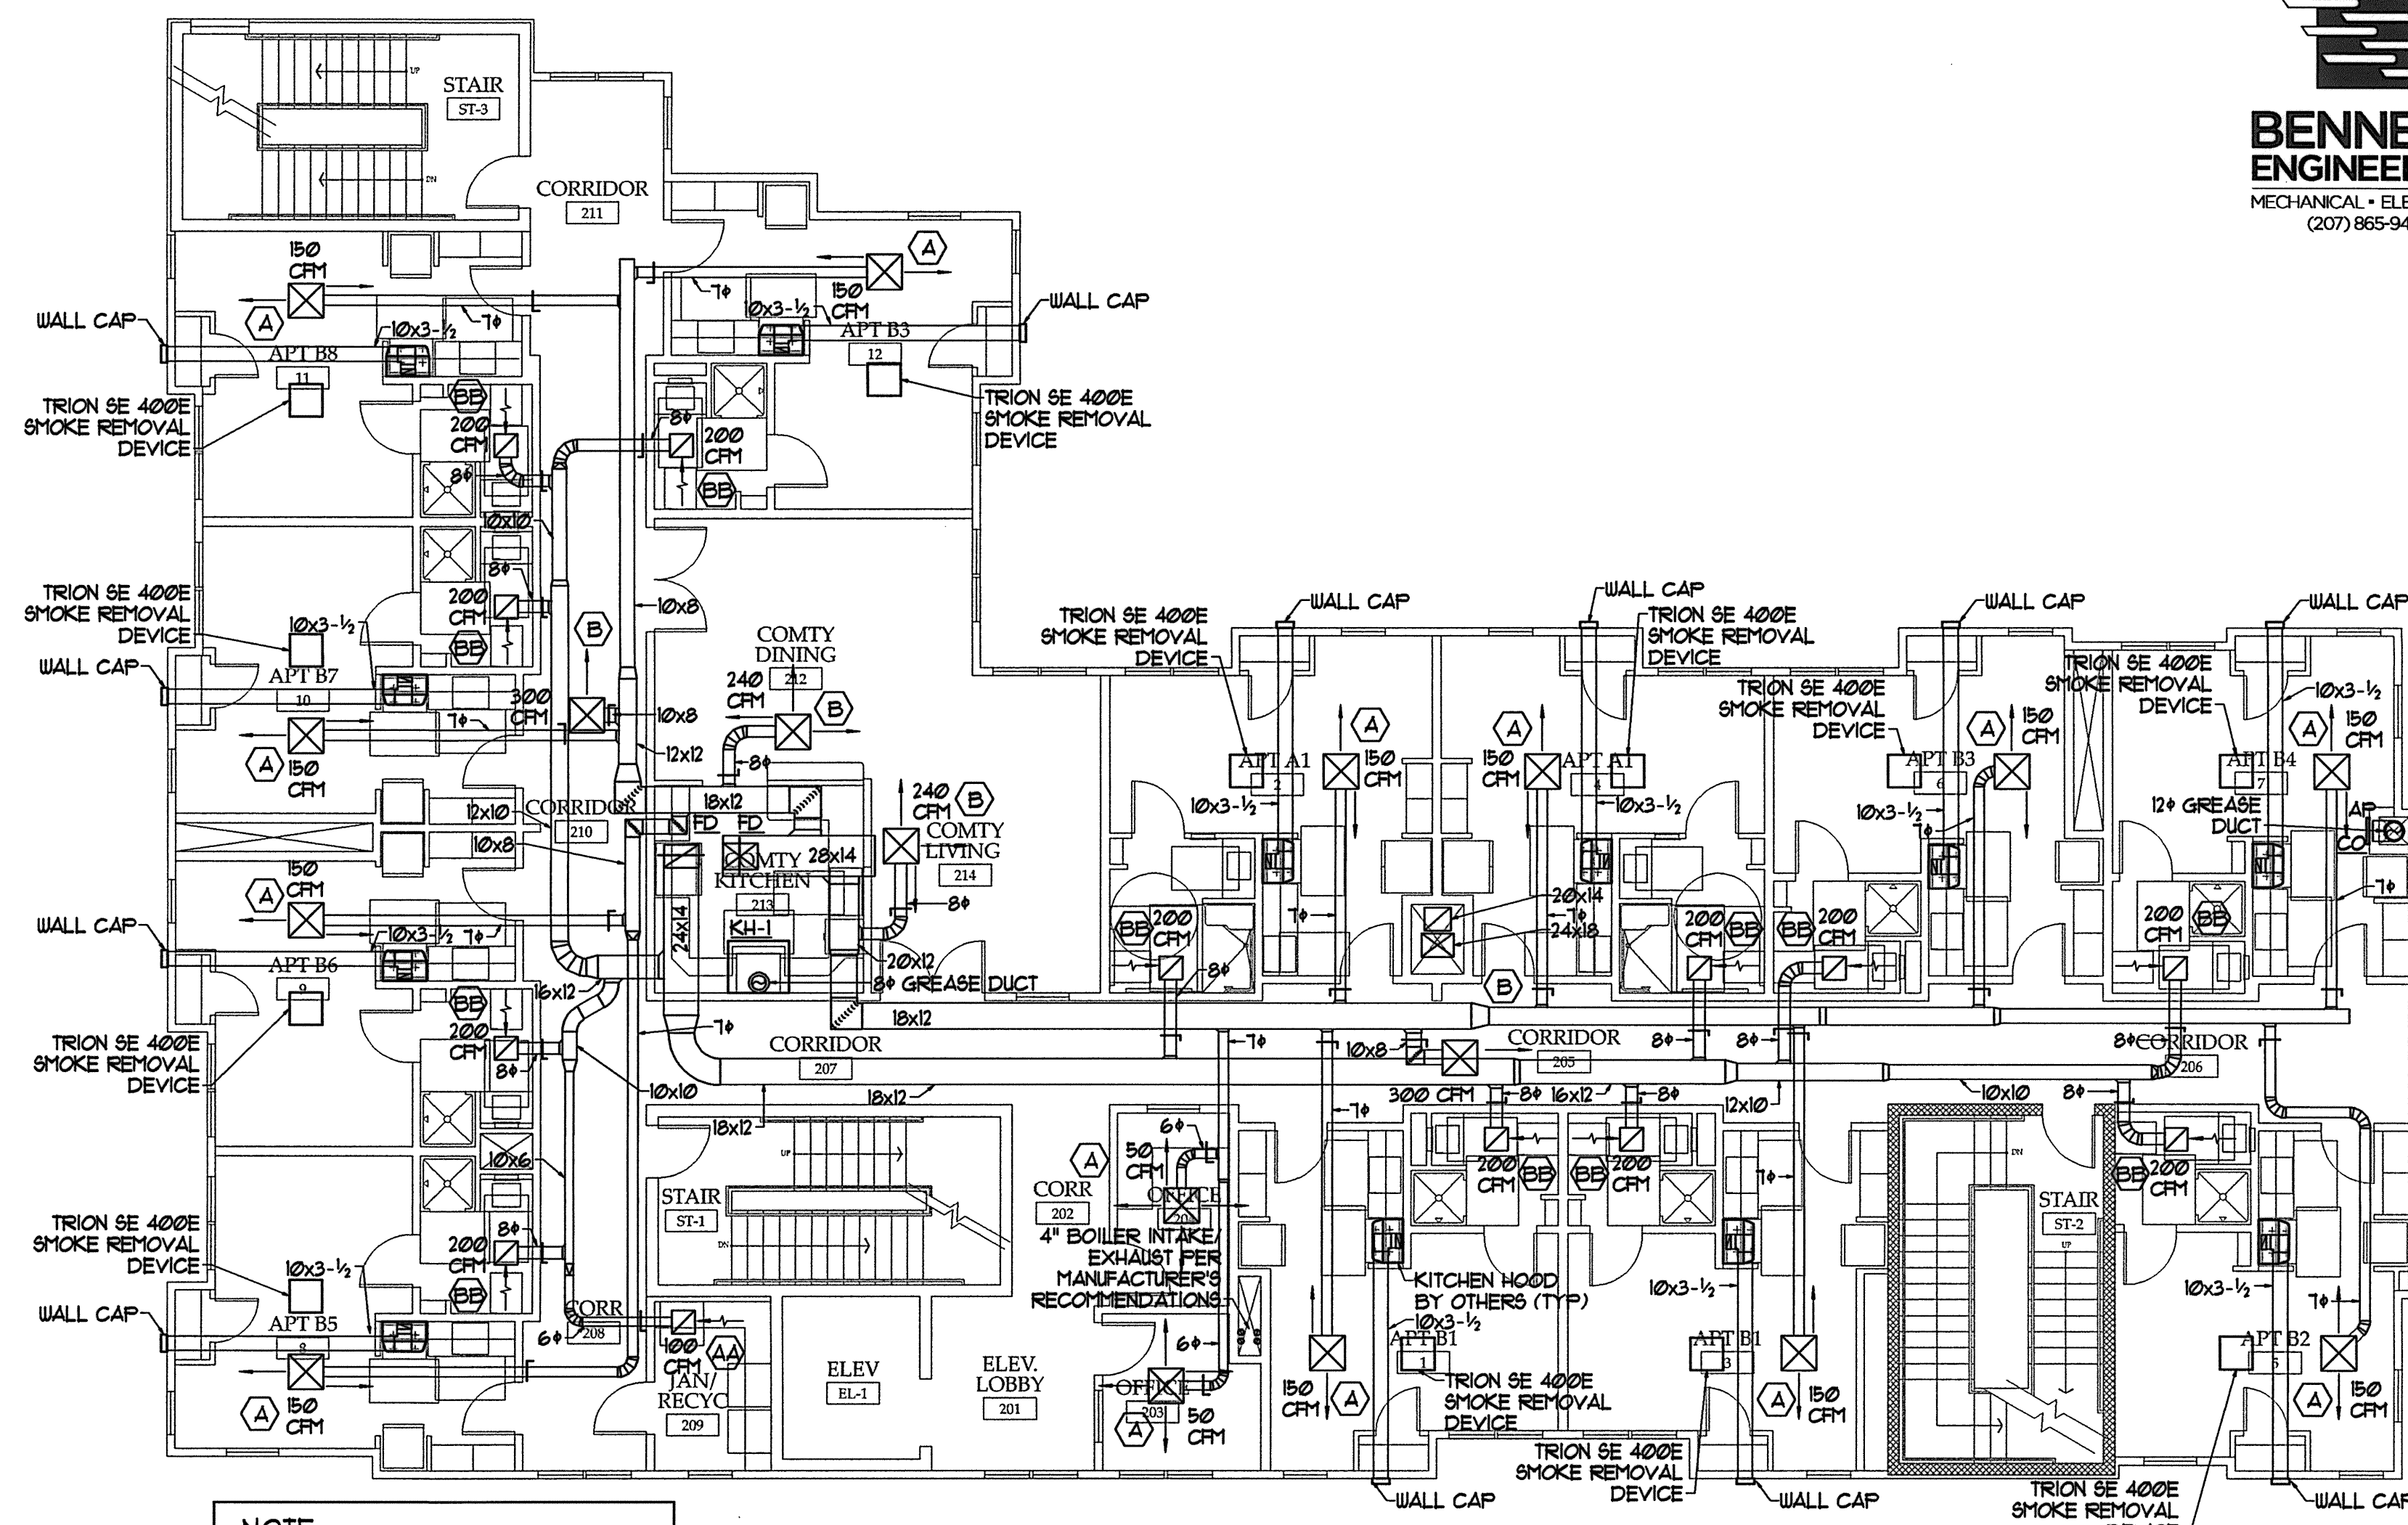 BENNE
ENGINEE
MECHANICAL • ELE
(207) 865-94
STAIR
ST-3
UP
DN
CORRIDOR
211
150
CFM
A
WALL CAP
10x3-½
7ϕ
APT B8
11
TRION SE 400E
SMOKE REMOVAL
DEVICE
BB
200
CFM
8ϕ
A
7ϕ
150
CFM
10x3-½
WALL CAP
APT B3
12
TRION SE 400E
SMOKE REMOVAL
DEVICE
8ϕ
200
CFM
BB
10x10
8ϕ
TRION SE 400E
SMOKE REMOVAL
DEVICE
10x3-½
200
CFM
BB
WALL CAP
APT B7
10
7ϕ
A
150
CFM
B
300
CFM
10x8
10x8
12x12
COMTY
DINING
212
240
CFM
B
8ϕ
18x12
12x10
CORRIDOR
210
10x8
FD
FD
COMTY
KITCHEN
213
28x14
24x14
KH-1
240
CFM
B
COMTY
LIVING
214
8ϕ
20x12
8ϕ GREASE DUCT
150
CFM
A
10x3-½
7ϕ
WALL CAP
APT B6
9
16x12
BB
200
CFM
8ϕ
TRION SE 400E
SMOKE REMOVAL
DEVICE
7ϕ
10x10
10x6
TRION SE 400E
SMOKE REMOVAL
DEVICE
10x3-½
8ϕ
200
CFM
BB
WALL CAP
APT B5
8
A
150
CFM
CORR
208
6ϕ
100
CFM
AA
JAN/
RECYC
209
WALL CAP
TRION SE 400E
SMOKE REMOVAL
DEVICE
A
150
CFM
APT A1
2
10x3-½
7ϕ
BB
200
CFM
8ϕ
WALL CAP
TRION SE 400E
SMOKE REMOVAL
DEVICE
A
150
CFM
APT A1
4
10x3-½
20x14
7ϕ
24x18
200
CFM
BB
WALL CAP
TRION SE 400E
SMOKE REMOVAL
DEVICE
A
150
CFM
APT B3
6
10x3-½
7ϕ
BB
200
CFM
WALL CAP
TRION SE 400E
SMOKE REMOVAL
DEVICE
10x3-½
A
150
CFM
APT B4
7
12ϕ GREASE
DUCT
AP
CO
7ϕ
200
CFM
BB
B
18x12
7ϕ
CORRIDOR
207
10x8
CORRIDOR
205
8ϕ
8ϕ
8ϕ
CORRIDOR
206
18x12
18x12
7ϕ
300 CFM
8ϕ
16x12
8ϕ
12x10
10x10
8ϕ
STAIR
ST-1
UP
DN
A
6ϕ
50
CFM
CORR
202
OFFICE
4" BOILER INTAKE/
EXHAUST PER
MANUFACTURER'S
RECOMMENDATIONS
200
CFM
BB
BB
200
CFM
7ϕ
DN
STAIR
ST-2
UP
BB
200
CFM
KITCHEN HOOD
BY OTHERS (TYP)
10x3-½
10x3-½
10x3-½
7ϕ
ELEV
EL-1
ELEV.
LOBBY
201
6ϕ
OFFICE
203
A
50
CFM
150
CFM
A
APT B1
1
TRION SE 400E
SMOKE REMOVAL
DEVICE
WALL CAP
APT B1
3
A
150
CFM
TRION SE 400E
SMOKE REMOVAL
DEVICE
WALL CAP
APT B2
5
A
150
CFM
TRION SE 400E
SMOKE REMOVAL
WALL CAP
NOTE